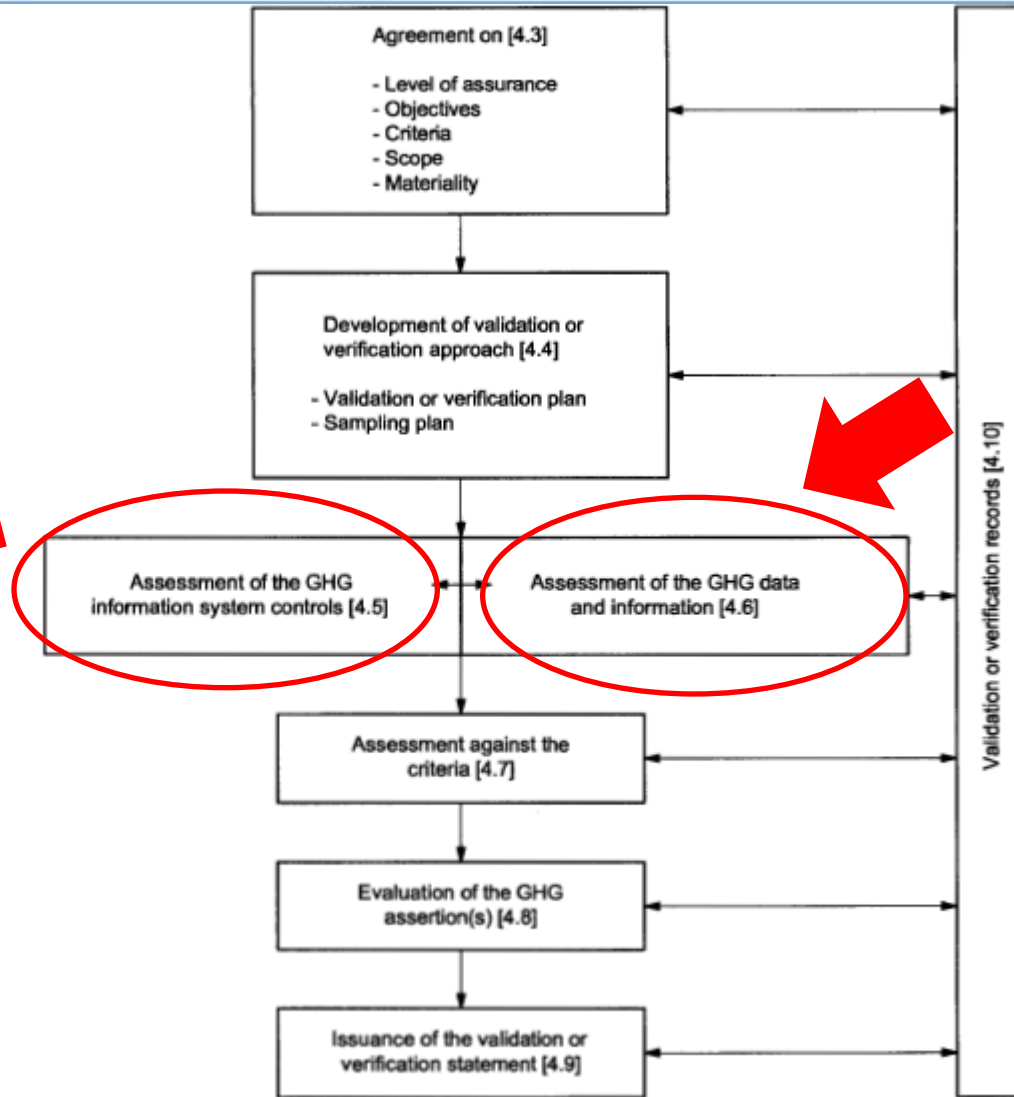 Agreement on [4.3]
- Level of assurance
- Objectives
- Criteria
- Scope
- Materiality
Development of validation or
verification approach [4.4]
- Validation or verification plan
- Sampling plan
Assessment of the GHG
information system controls [4.5]
Assessment of the GHG data
and information [4.6]
Assessment against the
criteria [4.7]
Evaluation of the GHG
assertion(s) [4.8]
Issuance of the validation or
verification statement [4.9]
Validation or verification records [4.10]